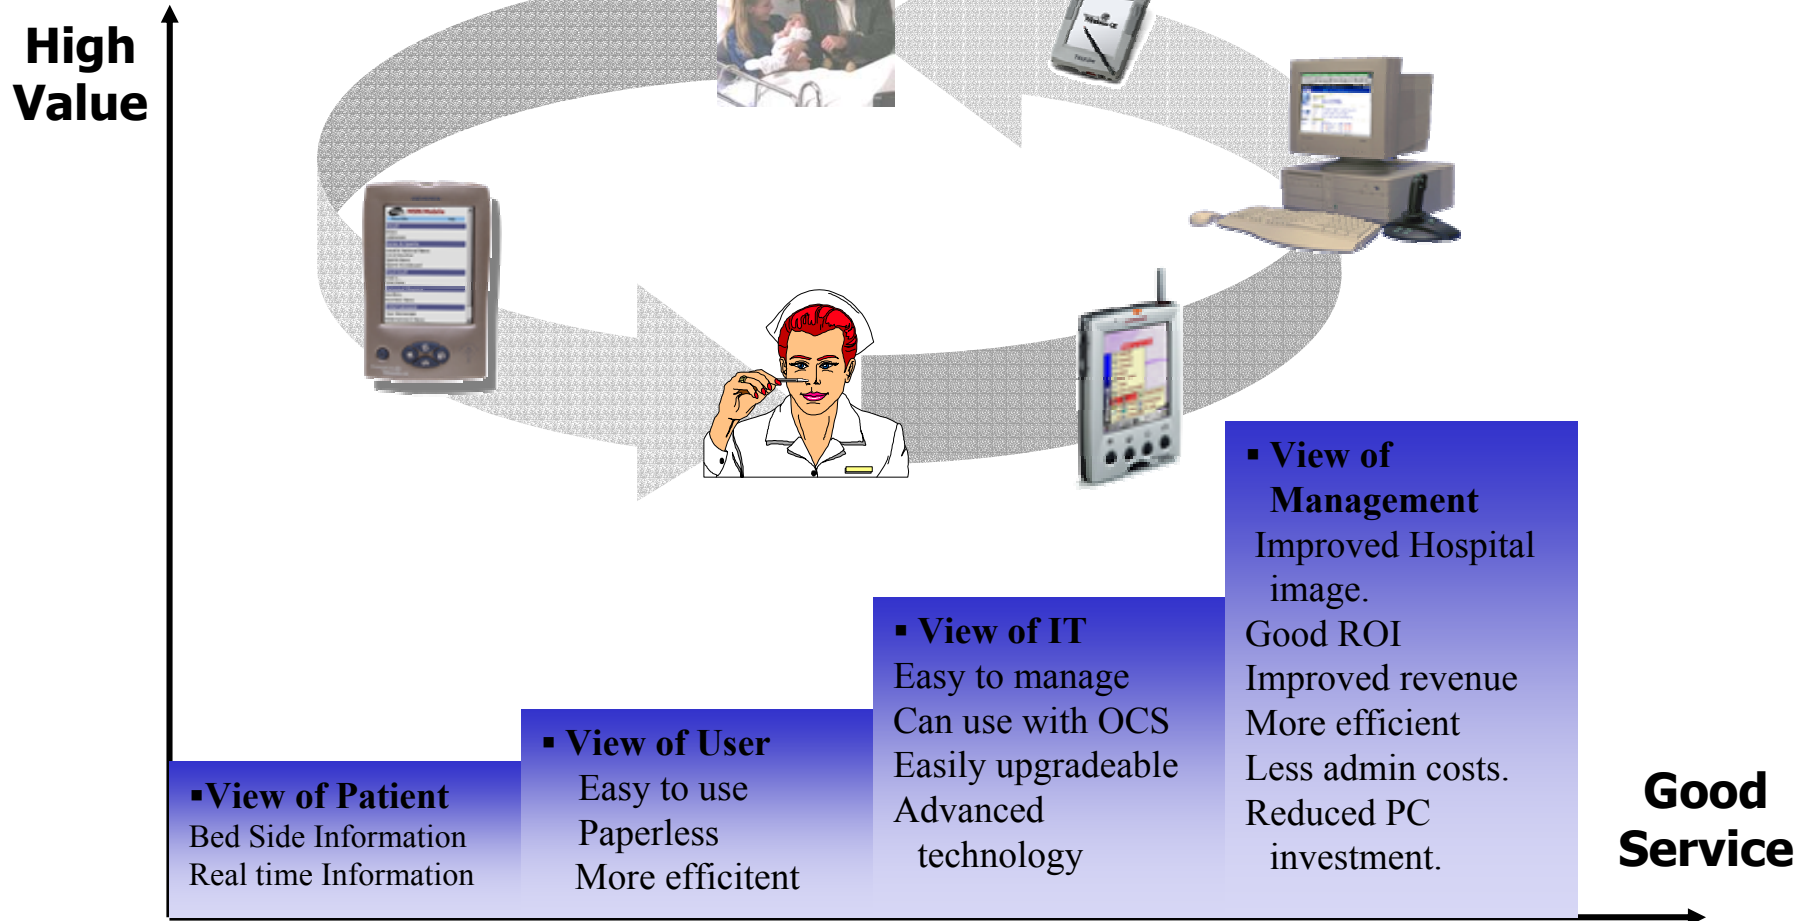 High
Value
▪View of Patient
Bed Side Information
Real time Information
▪ View of User
Easy to use
Paperless
More efficitent
▪ View of IT
Easy to manage
Can use with OCS
Easily upgradeable
Advanced
technology
▪ View of
Management
Improved Hospital
image.
Good ROI
Improved revenue
More efficient
Less admin costs.
Reduced PC
investment.
Good
Service